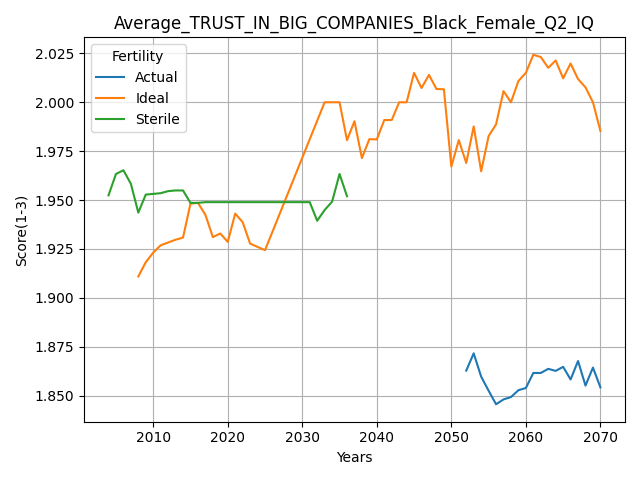 Average_TRUST_IN_BIG_COMPANIES_Black_Female_Q2_IQ
Fertility
Actual
Ideal
Sterile
Score(1-3)
2.025
2.000
1.975
1.950
1.925
1.900
1.875
1.850
2010 2020 2030 2040 2050 2060 2070
Years